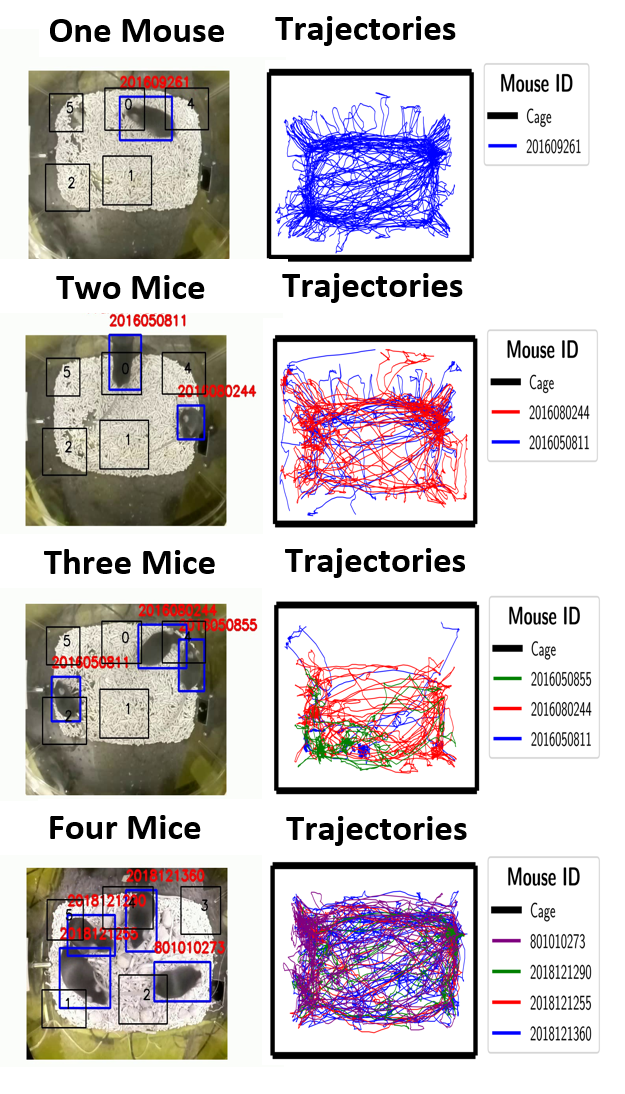 One Mouse
Trajectories
201609261
5
0
4
2
1
Mouse ID
Cage
201609261
Two Mice
Trajectories
2016050811
5
0
4
2016080244
2
1
Mouse ID
Cage
2016080244
2016050811
Three Mice
Trajectories
2016080244
2016050855
5
0
2016050811
2
1
Mouse ID
Cage
2016050855
2016080244
2016050811
Four Mice
Trajectories
2018121360
2018121290
5
3
2018121255
801010273
1
2
Mouse ID
Cage
801010273
2018121290
2018121255
2018121360